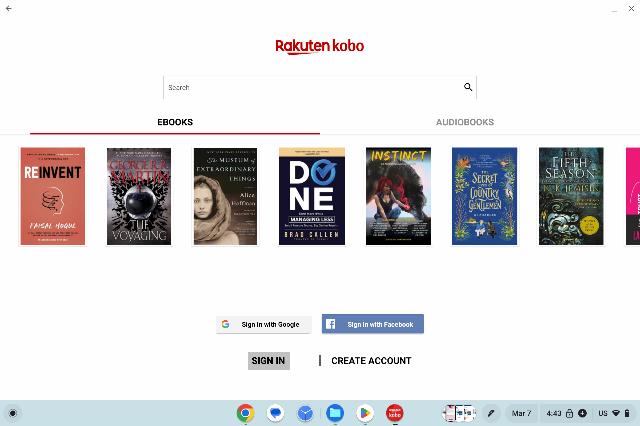 Rakuten kobo
Search
EBOOKS
AUDIOBOOKS
REINVENT
FAISAL HOQUE
GEORGE R.R.
MARTIN
THE
VOYAGING
The MUSEUM of
EXTRAORDINARY
THINGS
Alice
Hoffman
DONE
MANAGING LESS
BRAD CALLEN
INSTINCT
The
SECRET
COUNTRY
GENTLEMEN
THE
FIFTH
SEASON
N.K. JEMISIN
Sign in with Google
Sign in with Facebook
SIGN IN
CREATE ACCOUNT
Mar 7
4:43
US